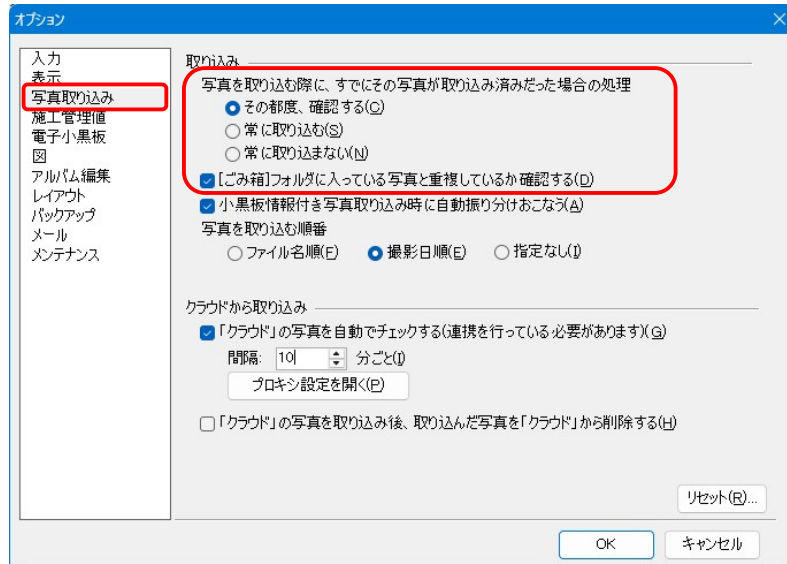 オプション
入力
表示
写真取り込み
施工管理値
電子小黒板
図
アルバム編集
レイアウト
バックアップ
メール
メンテナンス
取り込み
写真を取り込む際に、すでにその写真が取り込み済みだった場合の処理
その都度、確認する(C)
常に取り込む(S)
常に取り込まない(N)
[ごみ箱]フォルダに入っている写真と重複しているか確認する(D)
小黒板情報付き写真取り込み時に自動振り分けおこなう(A)
写真を取り込む順番
ファイル名順(F) 撮影日順(E) 指定なし(I)
クラウドから取り込み
「クラウド」の写真を自動でチェックする(連携を行っている必要があります)(G)
間隔: 10 分ごと(I)
プロキシ設定を開く(P)
「クラウド」の写真を取り込み後、取り込んだ写真を「クラウド」から削除する(H)
リセット(R)...
OK キャンセル